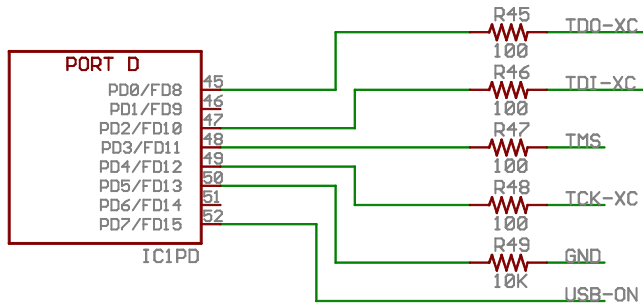 PORT D
PD0/FD8 45
PD1/FD9 46
PD2/FD10 47
PD3/FD11 48
PD4/FD12 49
PD5/FD13 50
PD6/FD14 51
PD7/FD15 52
IC1PD
R45
100
TDO-XC
R46
100
TDI-XC
R47
100
TMS
R48
100
TCK-XC
R49
10K
GND
USB-ON